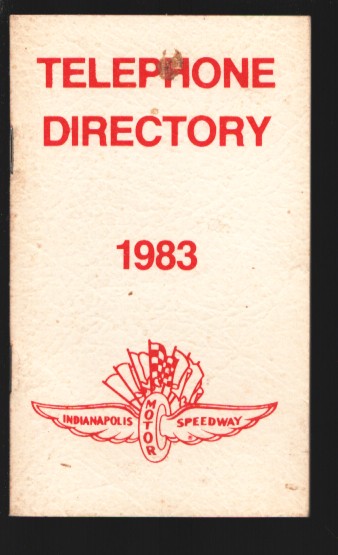 TELEPHONE
DIRECTORY
1983
INDIANAPOLIS MOTOR SPEEDWAY